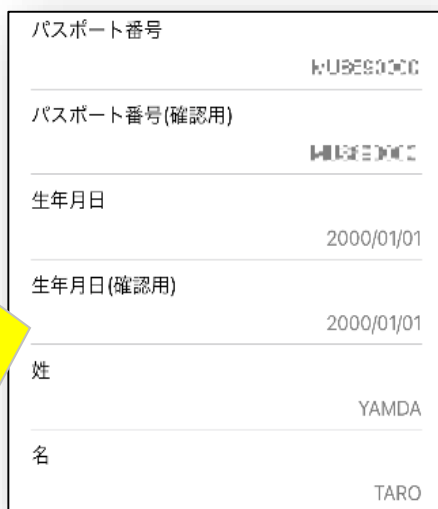 パスポート番号
パスポート番号(確認用)
生年月日
2000/01/01
生年月日(確認用)
2000/01/01
姓
YAMDA
名
TARO